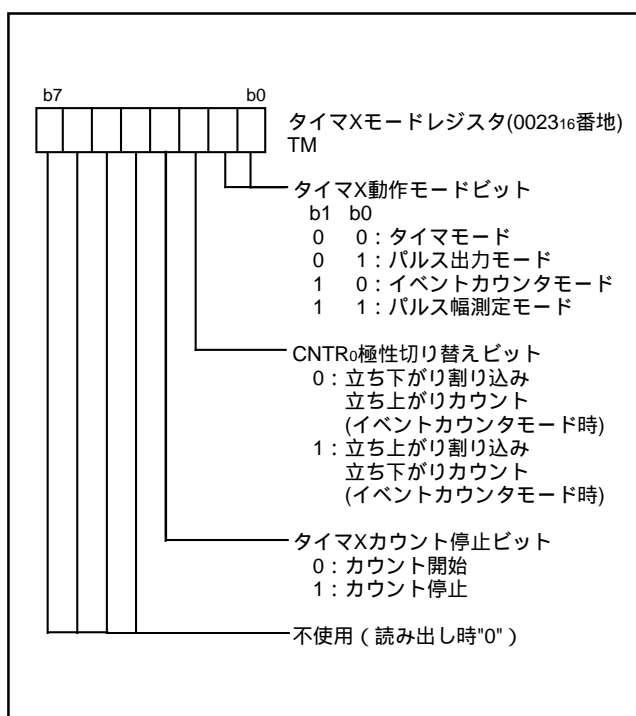 b7 b0
タイマXモードレジスタ(002316番地)
TM
タイマX動作モードビット
b1 b0
0 0：タイマモード
0 1：パルス出力モード
1 0：イベントカウンタモード
1 1：パルス幅測定モード
CNTR0極性切り替えビット
0：立ち下がり割り込み
立ち上がりカウント
(イベントカウンタモード時)
1：立ち上がり割り込み
立ち下がりカウント
(イベントカウンタモード時)
タイマXカウント停止ビット
0：カウント開始
1：カウント停止
不使用（読み出し時"0"）